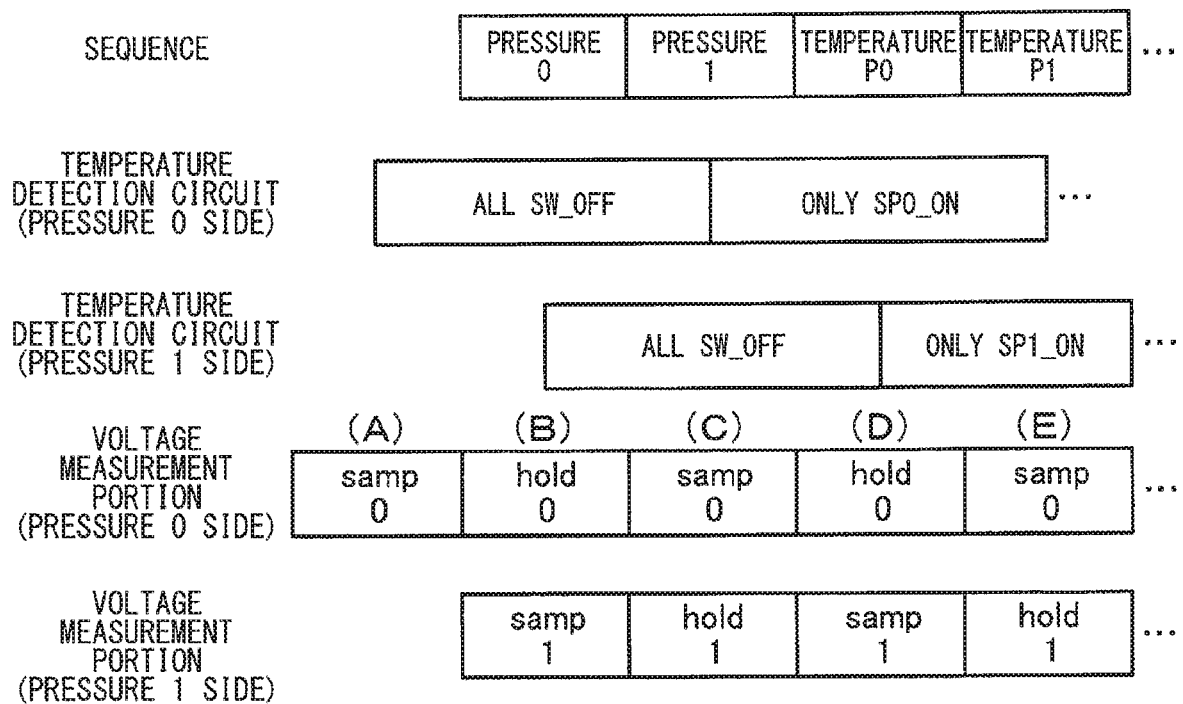 SEQUENCE
PRESSURE 0
PRESSURE 1
TEMPERATURE P0
TEMPERATURE P1
...
TEMPERATURE
DETECTION CIRCUIT
(PRESSURE 0 SIDE)
ALL SW_OFF
ONLY SP0_ON
...
TEMPERATURE
DETECTION CIRCUIT
(PRESSURE 1 SIDE)
ALL SW_OFF
ONLY SP1_ON
...
(A)
(B)
(C)
(D)
(E)
VOLTAGE
MEASUREMENT
PORTION
(PRESSURE 0 SIDE)
samp 0
hold 0
samp 0
hold 0
samp 0
...
VOLTAGE
MEASUREMENT
PORTION
(PRESSURE 1 SIDE)
samp 1
hold 1
samp 1
hold 1
...